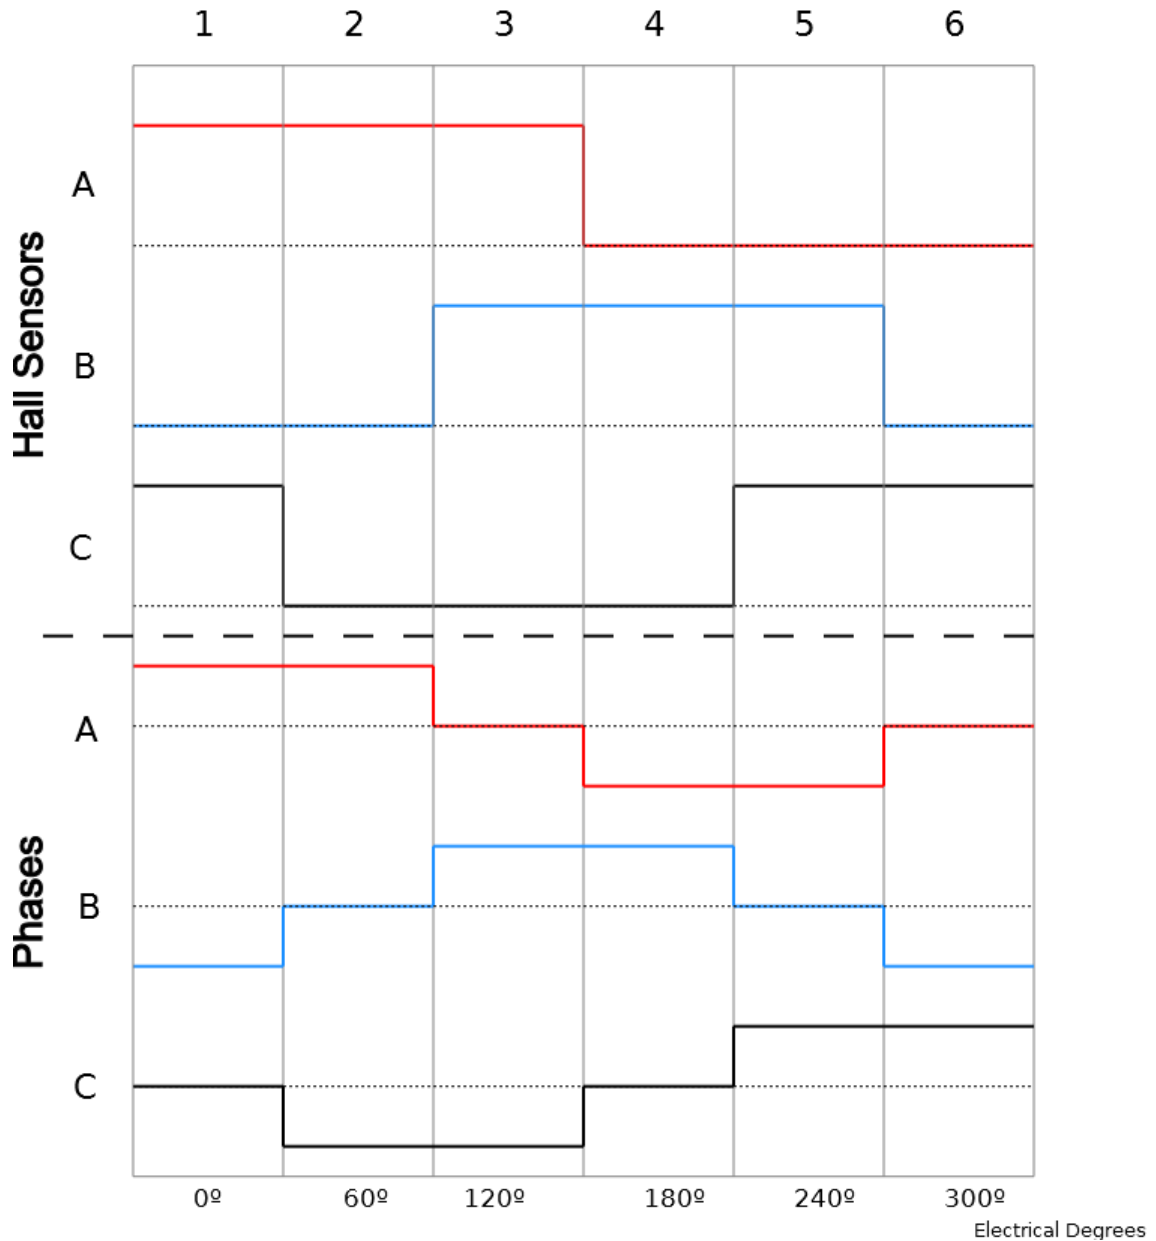 1 2 3 4 5 6
Hall Sensors
A
B
C
Phases
A
B
C
0º 60º 120º 180º 240º 300º
Electrical Degrees